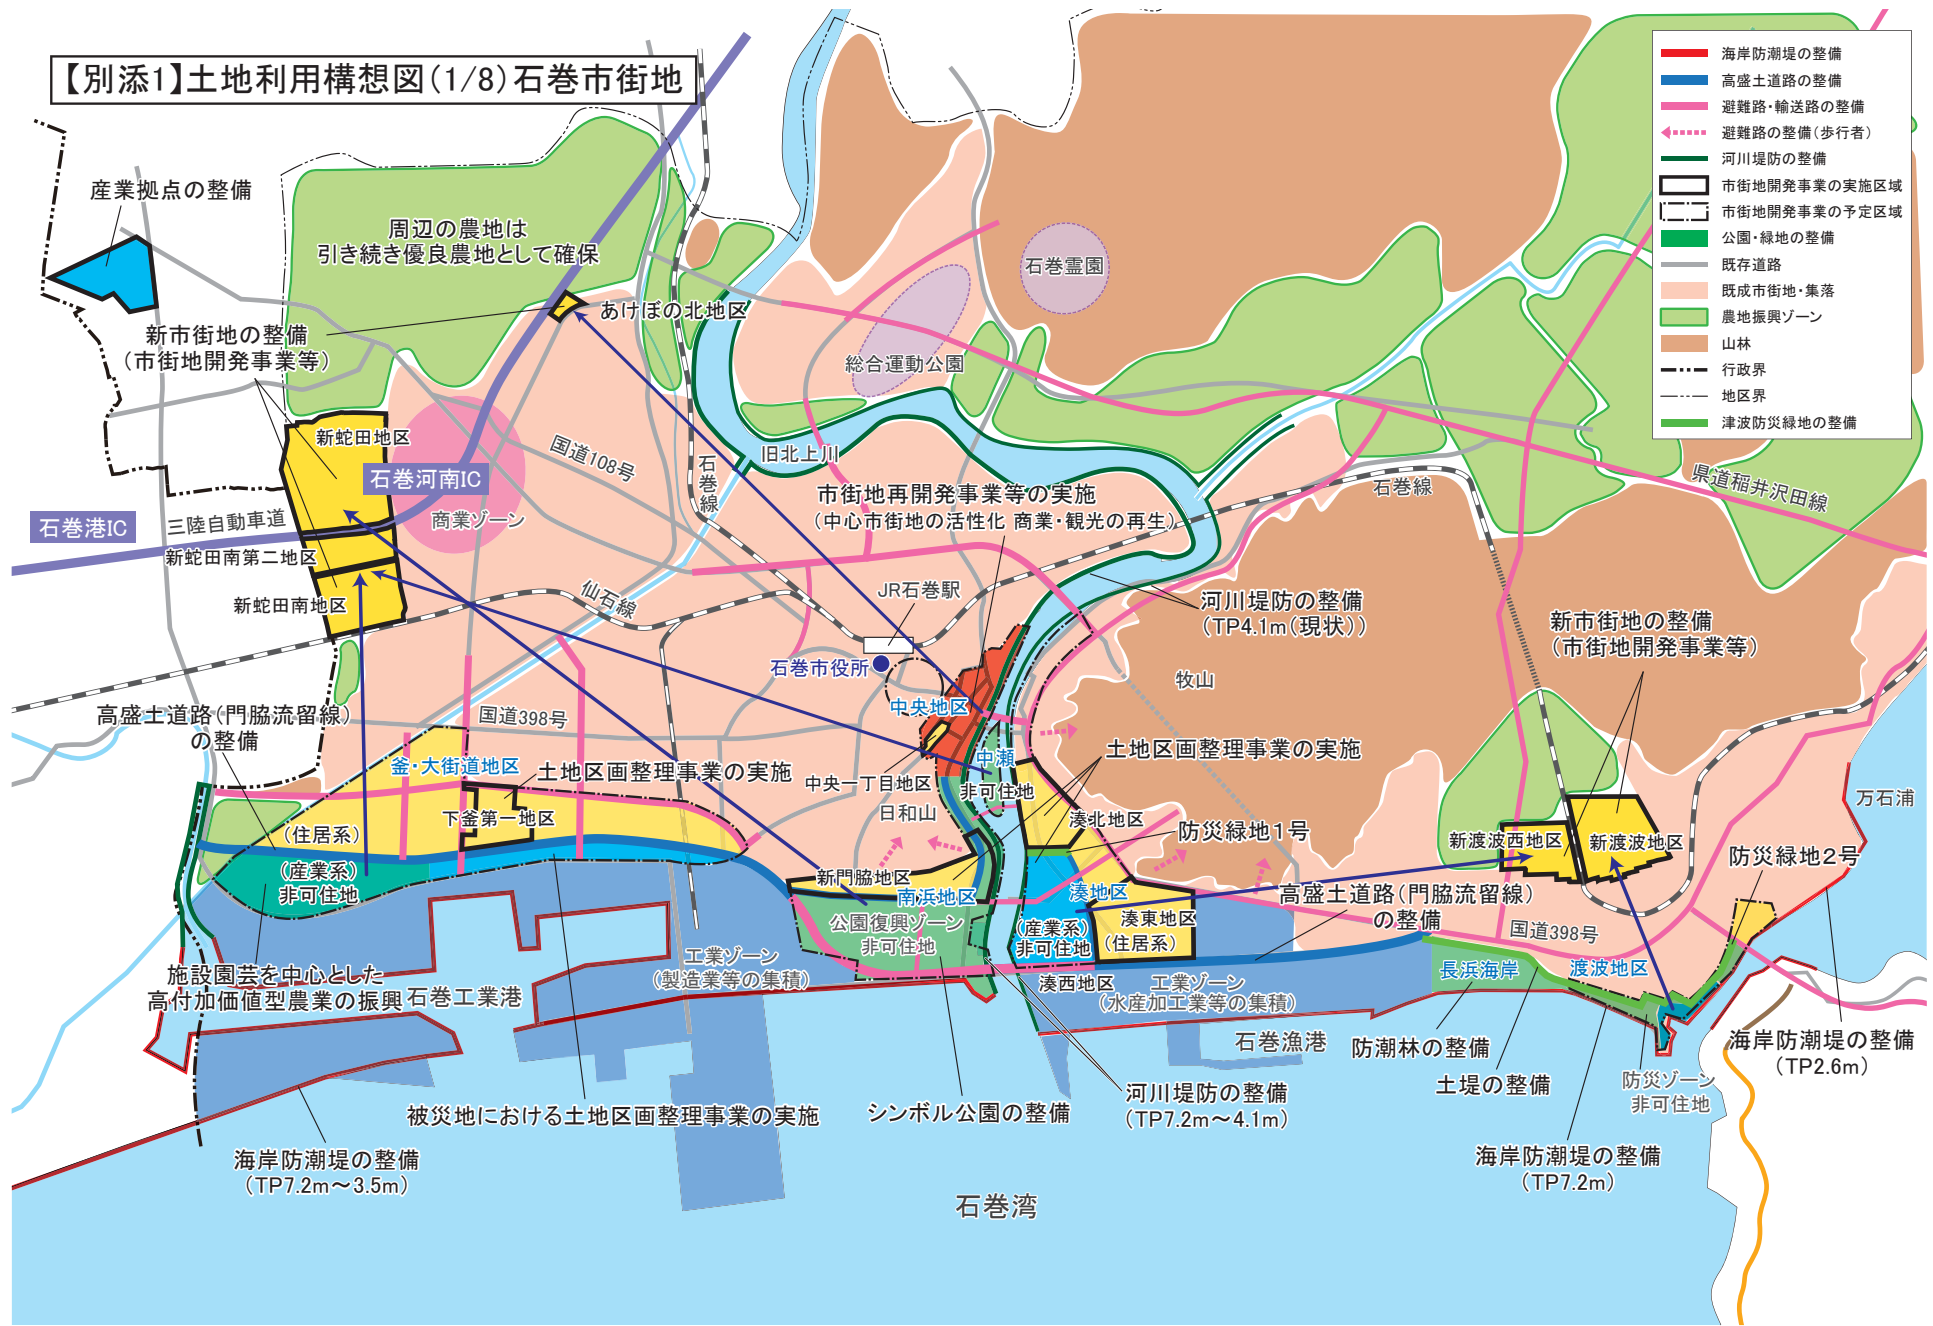 【別添1】土地利用構想図(1/8)石巻市街地
海岸防潮堤の整備
高盛土道路の整備
避難路・輸送路の整備
避難路の整備(歩行者)
河川堤防の整備
市街地開発事業の実施区域
市街地開発事業の予定区域
公園・緑地の整備
既存道路
既成市街地・集落
農地振興ゾーン
山林
行政界
地区界
津波防災緑地の整備
産業拠点の整備
周辺の農地は
引き続き優良農地として確保
石巻霊園
新市街地の整備
(市街地開発事業等)
あけぼの北地区
総合運動公園
新蛇田地区
国道108号
石巻線
旧北上川
石巻河南IC
市街地再開発事業等の実施
(中心市街地の活性化 商業・観光の再生)
石巻線
県道稲井沢田線
石巻港IC
三陸自動車道
商業ゾーン
新蛇田南第二地区
新蛇田南地区
仙石線
JR石巻駅
河川堤防の整備
(TP4.1m(現状))
新市街地の整備
(市街地開発事業等)
石巻市役所
牧山
高盛土道路(門脇流留線)
の整備
国道398号
中央地区
釜・大街道地区
土地区画整理事業の実施
中央一丁目地区
中瀬
非可住地
土地区画整理事業の実施
万石浦
(住居系)
下釜第一地区
日和山
湊北地区
防災緑地1号
新渡波西地区
新渡波地区
防災緑地2号
(産業系)
非可住地
新門脇地区
南浜地区
湊地区
高盛土道路(門脇流留線)
の整備
公園復興ゾーン
非可住地
(産業系)
非可住地
湊東地区
(住居系)
国道398号
施設園芸を中心とした
高付加価値型農業の振興
石巻工業港
工業ゾーン
(製造業等の集積)
湊西地区
工業ゾーン
(水産加工業等の集積)
長浜海岸
渡波地区
石巻漁港
防潮林の整備
土堤の整備
海岸防潮堤の整備
(TP2.6m)
防災ゾーン
非可住地
被災地における土地区画整理事業の実施
シンボル公園の整備
河川堤防の整備
(TP7.2m～4.1m)
海岸防潮堤の整備
(TP7.2m～3.5m)
海岸防潮堤の整備
(TP7.2m)
石巻湾